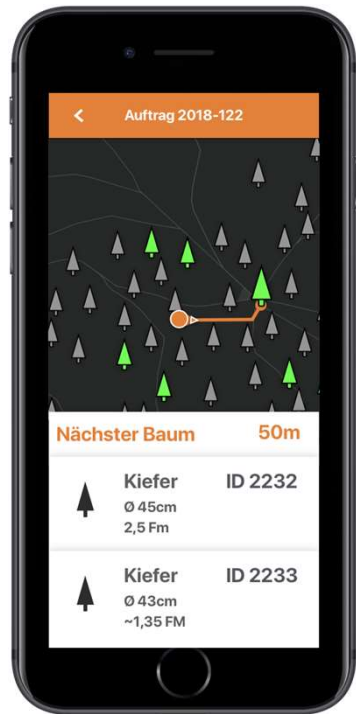 Auftrag 2018-122
Nächster Baum 50m
Kiefer ID 2232
Ø 45cm
2,5 Fm
Kiefer ID 2233
Ø 43cm
~1,35 FM